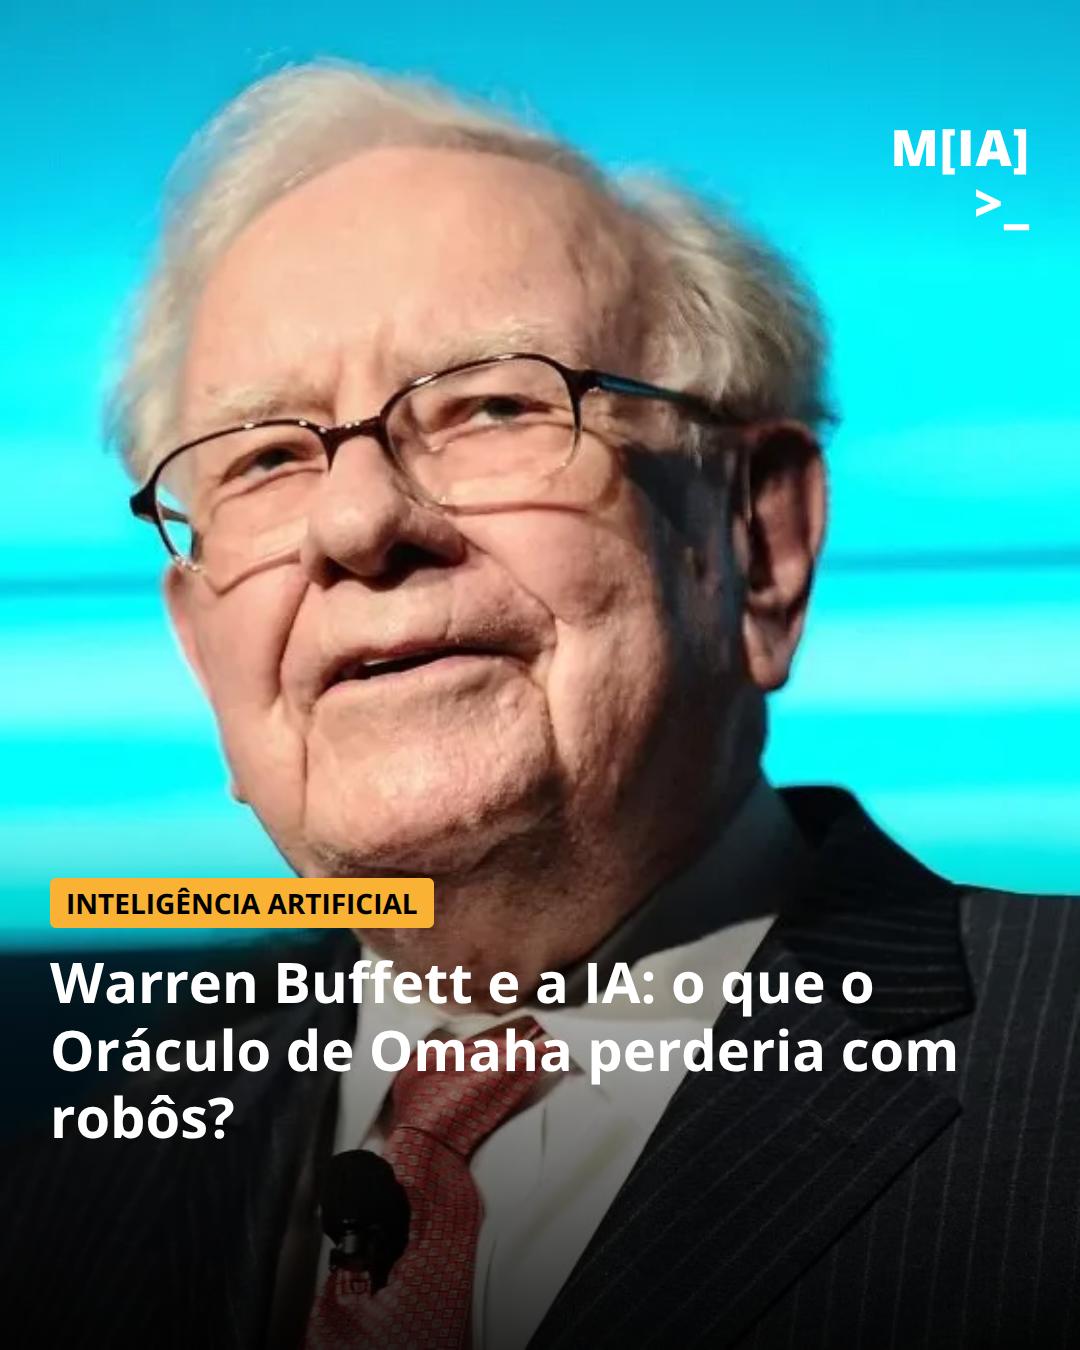 M[IA]
>_
INTELIGÊNCIA ARTIFICIAL
Warren Buffett e a IA: o que o
Oráculo de Omaha perderia com
robôs?